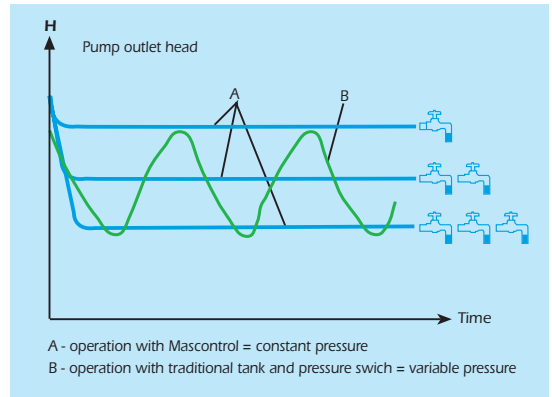 H
Pump outlet head
A
B
Time
A - operation with Mascontrol = constant pressure
B - operation with traditional tank and pressure swich = variable pressure